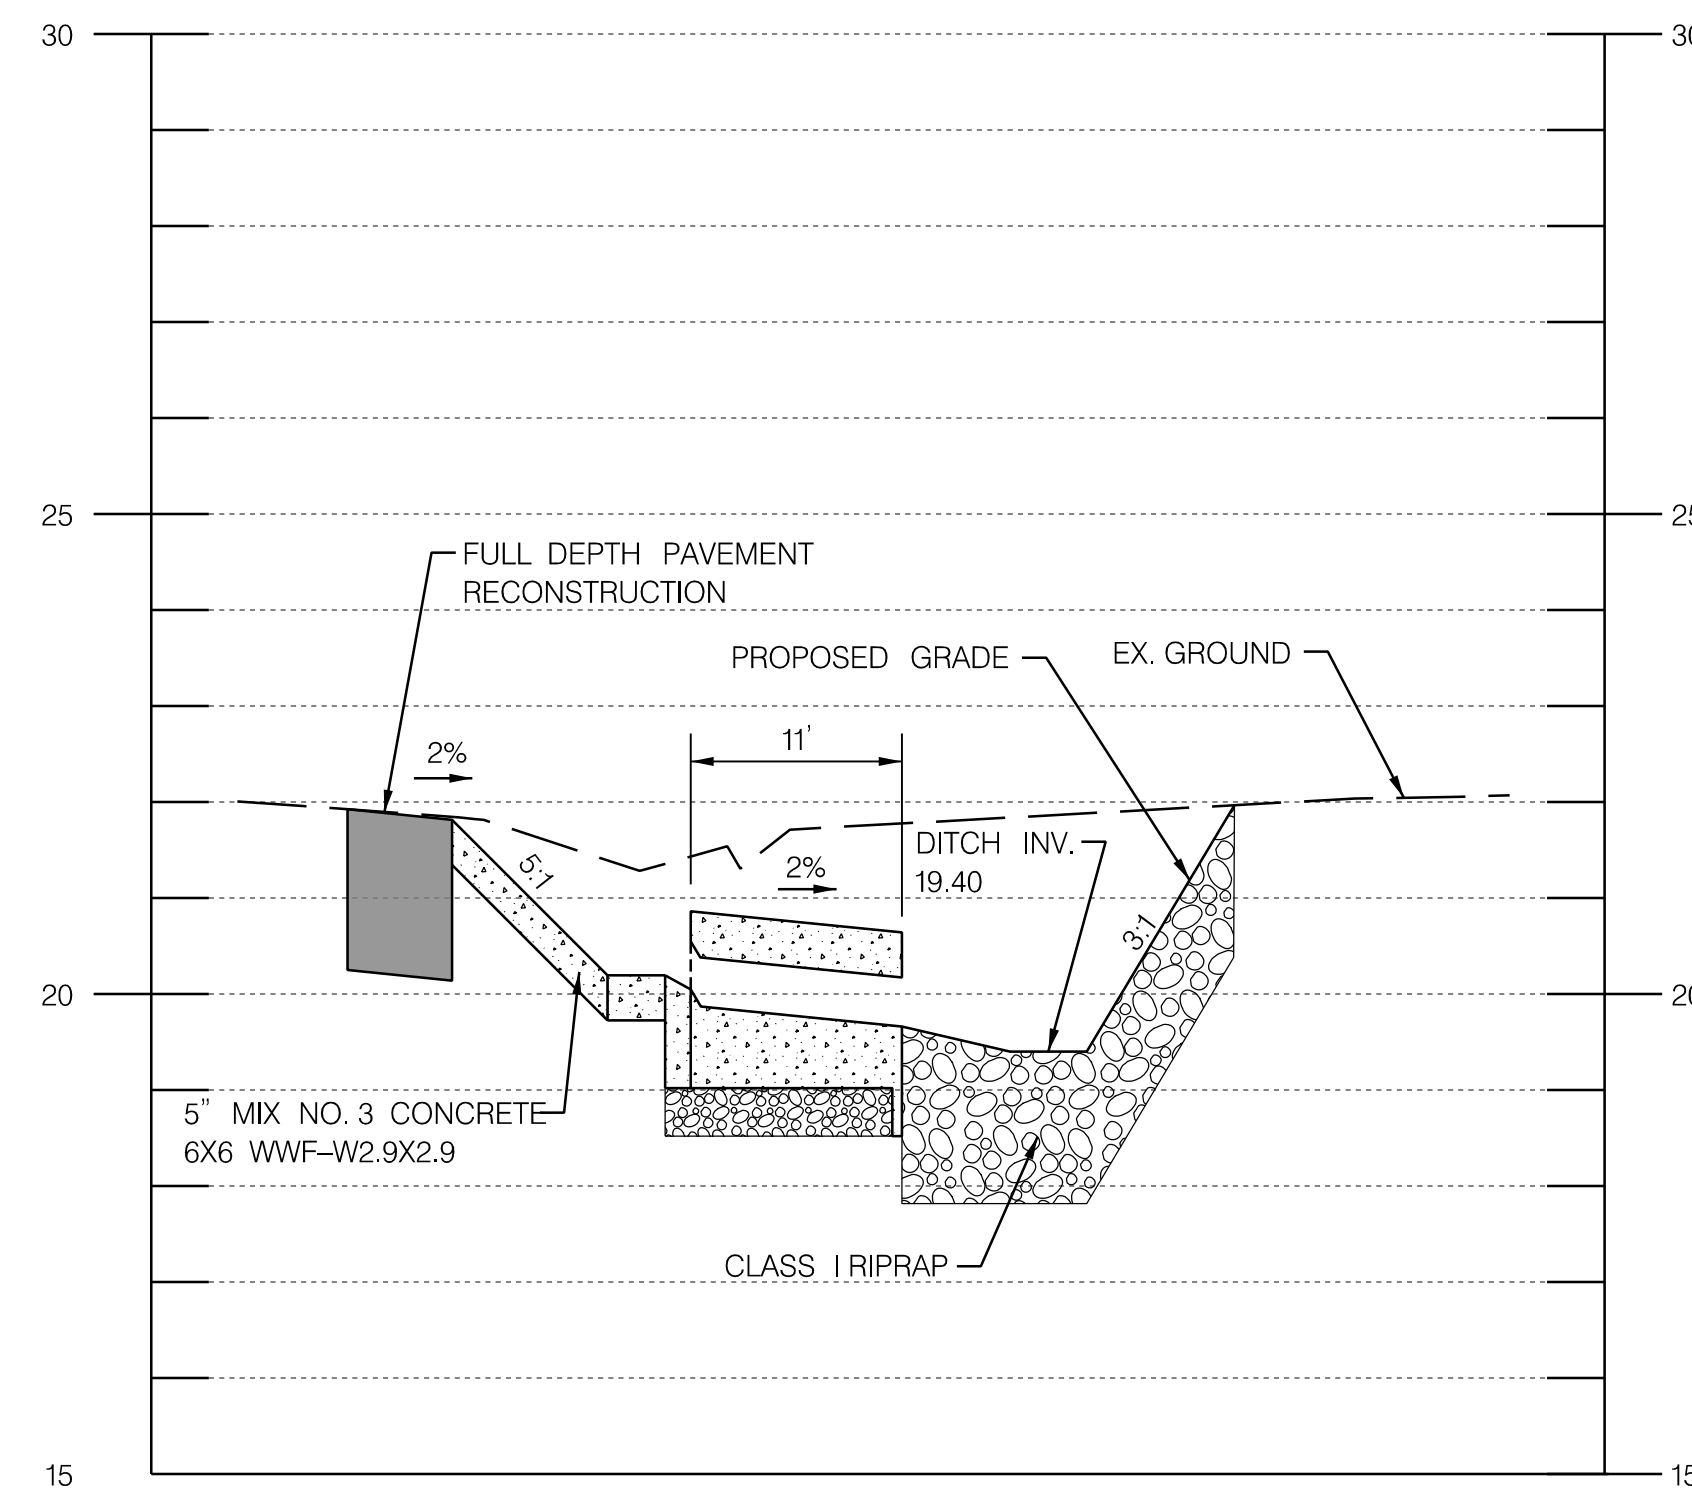 30
30
25
25
FULL DEPTH PAVEMENT
RECONSTRUCTION
PROPOSED GRADE
EX. GROUND
11'
2%
5:1
2%
DITCH INV.
19.40
3:1
20
20
5" MIX NO. 3 CONCRETE
6X6 WWF-W2.9X2.9
CLASS I RIPRAP
15
15